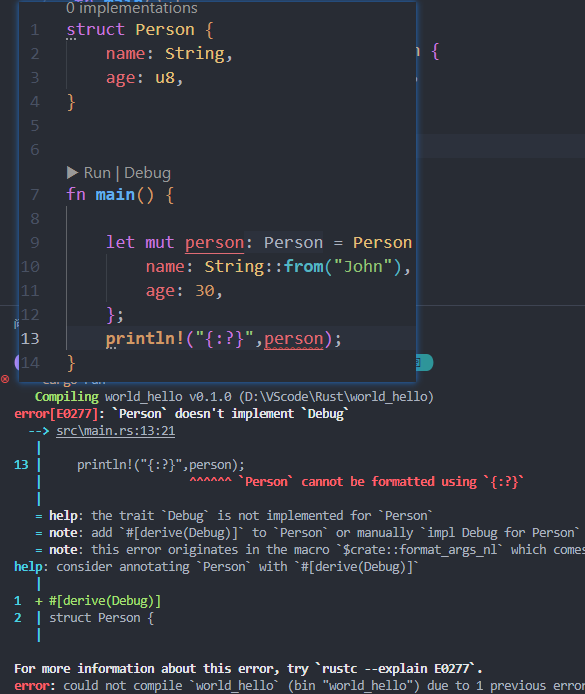 0 implementations
1 struct Person {
2 name: String,
3 age: u8,
4 }
5
6
▶ Run | Debug
7 fn main() {
8
9 let mut person: Person = Person
10 name: String::from("John"),
11 age: 30,
12 };
13 println!("{:?}",person);
14 }
{
cargo run
Compiling world_hello v0.1.0 (D:\VScode\Rust\world_hello)
error[E0277]: `Person` doesn't implement `Debug`
--> src\main.rs:13:21
|
13 | println!("{:?}",person);
| ^^^^^^ `Person` cannot be formatted using `{:?}`
|
= help: the trait `Debug` is not implemented for `Person`
= note: add `#[derive(Debug)]` to `Person` or manually `impl Debug for Person`
= note: this error originates in the macro `$crate::format_args_nl` which comes
help: consider annotating `Person` with `#[derive(Debug)]`
|
1 + #[derive(Debug)]
2 | struct Person {
|
For more information about this error, try `rustc --explain E0277`.
error: could not compile `world_hello` (bin "world_hello") due to 1 previous error